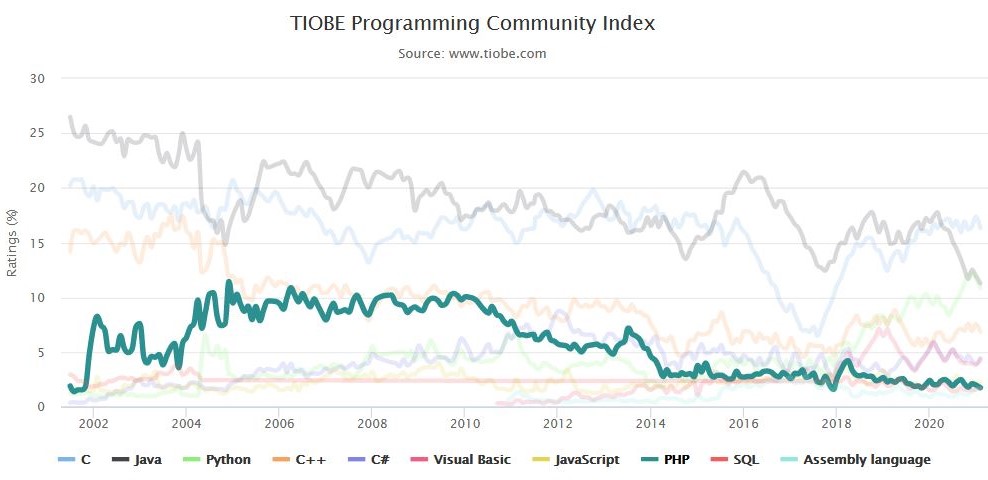 TIOBE Programming Community Index
Source: www.tiobe.com
Ratings (%)
30
25
20
15
10
5
0
2002 2004 2006 2008 2010 2012 2014 2016 2018 2020
C Java Python C++ C# Visual Basic JavaScript PHP SQL Assembly language